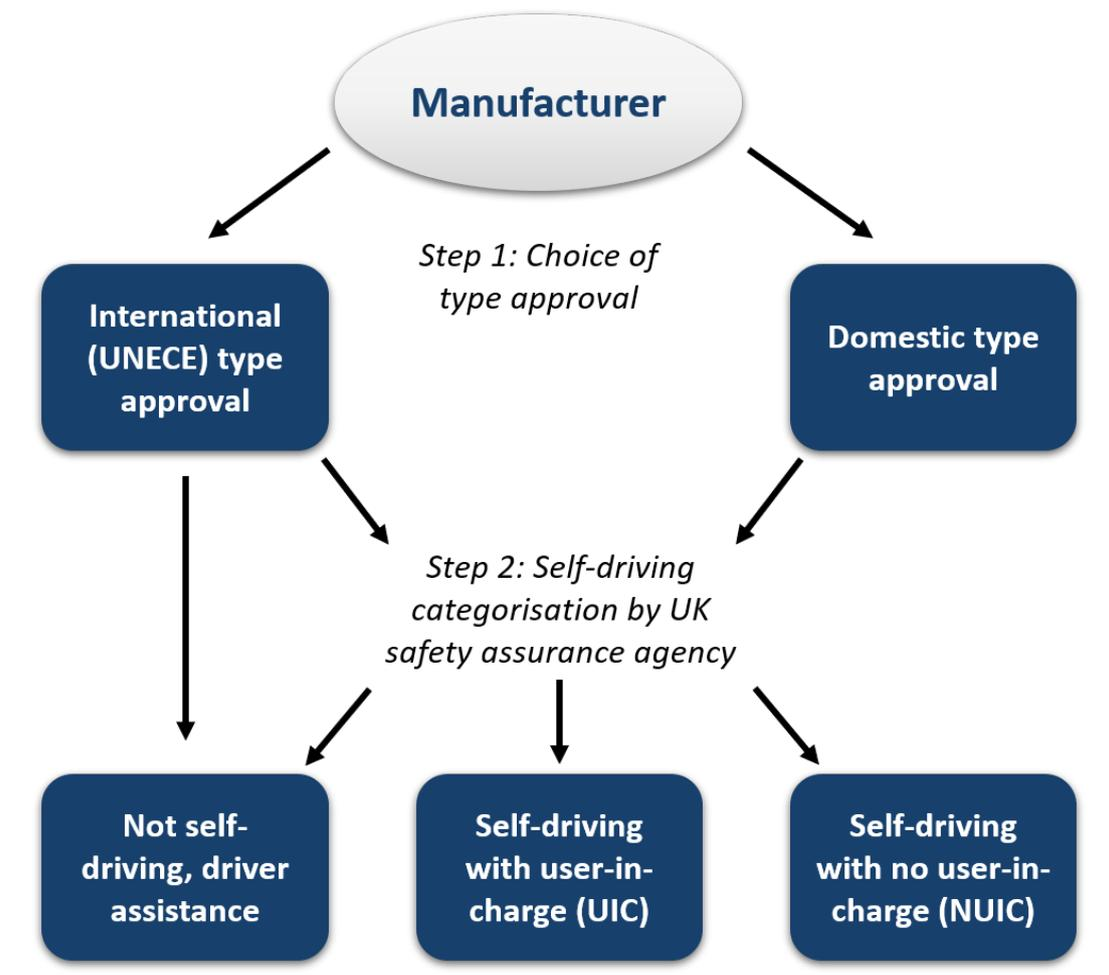 Manufacturer
Step 1: Choice of
type approval
International
(UNECE) type
approval
Domestic type
approval
Step 2: Self-driving
categorisation by UK
safety assurance agency
Not self-
driving, driver
assistance
Self-driving
with user-in-
charge (UIC)
Self-driving
with no user-in-
charge (NUIC)